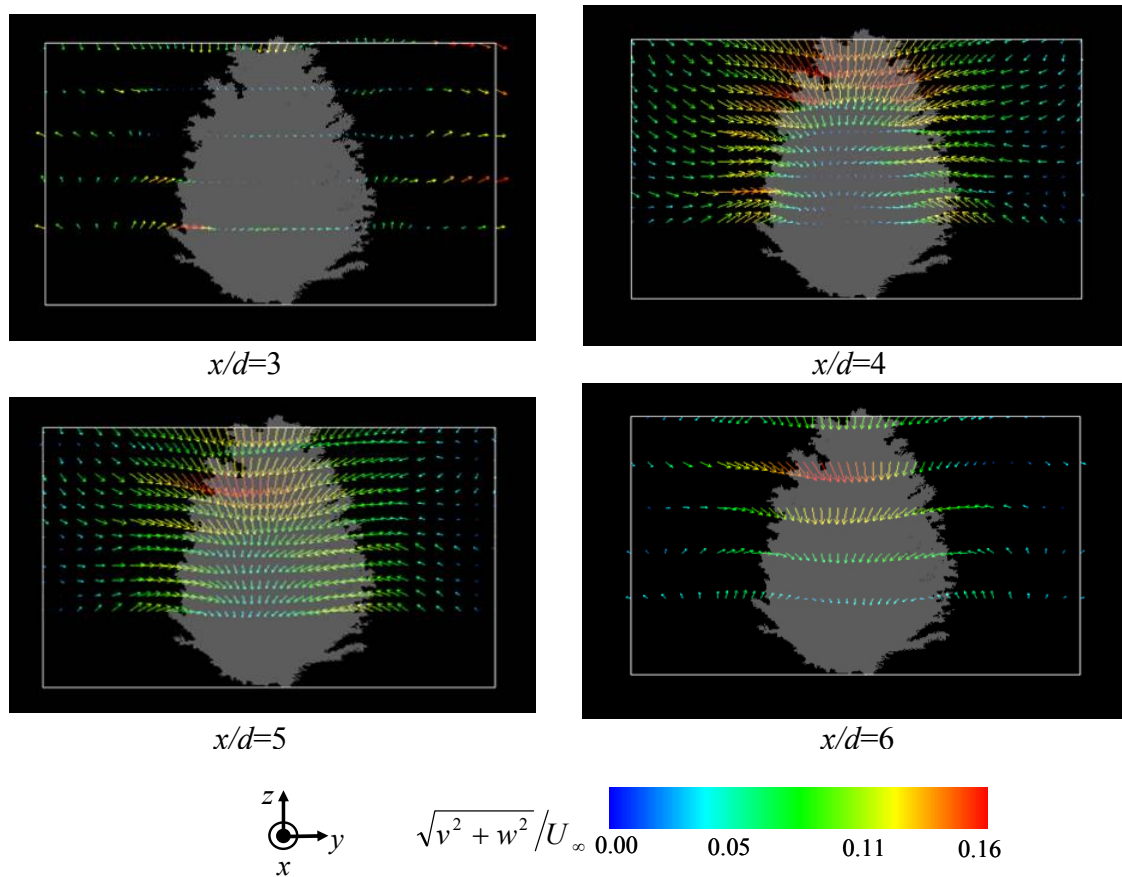 x/d=3
x/d=4
x/d=5
x/d=6
z
y
x
√v² + w² / U∞
0.00 0.05 0.11 0.16